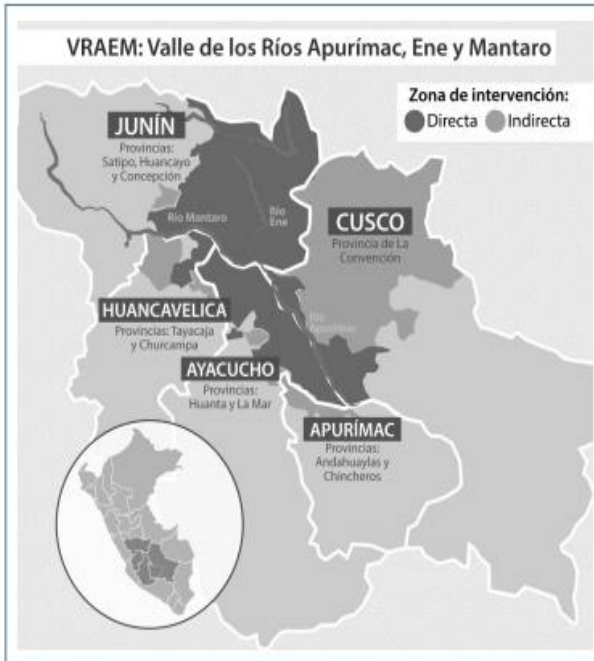 VRAEM: Valle de los Ríos Apurímac, Ene y Mantaro
Zona de intervención:
Directa
Indirecta
JUNÍN
Provincias:
Satipo, Huancayo
y Concepción
Río Mantaro
Río
Ene
CUSCO
Provincia de La
Convención
HUANCAVELICA
Provincias: Tayacaja
y Churcampa
Río
Apurímac
AYACUCHO
Provincias:
Huanta y La Mar
APURÍMAC
Provincias:
Andahuaylas y
Chincheros